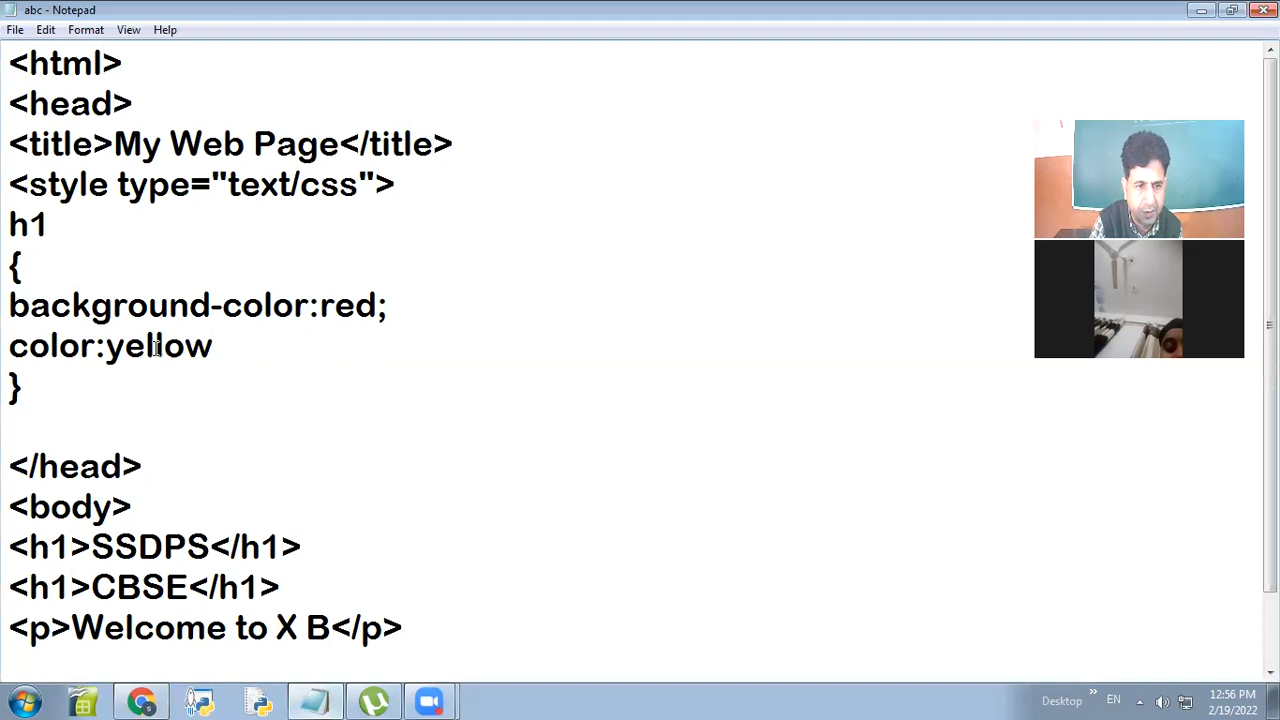 abc - Notepad
File Edit Format View Help
<html>
<head>
<title>My Web Page</title>
<style type="text/css">
h1
{
background-color:red;
color:yellow
}
</head>
<body>
<h1>SSDPS</h1>
<h1>CBSE</h1>
<p>Welcome to X B</p>
Desktop » EN 12:56 PM
2/19/2022